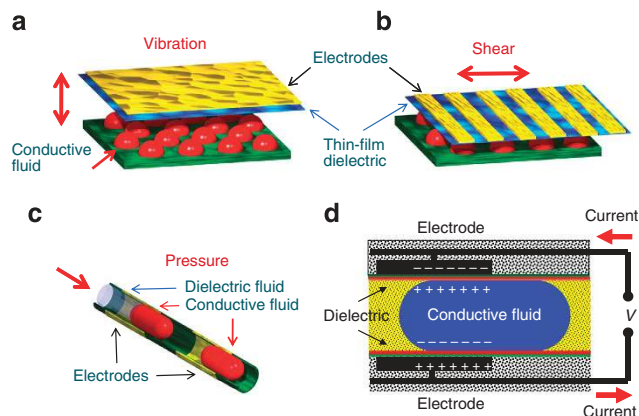 a
Vibration
Electrodes
Conductive
fluid
Thin-film
dielectric
b
Shear
c
Pressure
Dielectric fluid
Conductive fluid
Electrodes
d
Electrode
Current
− − − − − − −
+ + + + + + +
Dielectric
Conductive fluid
V
− − − − − − −
+ + + + + + +
Electrode
Current